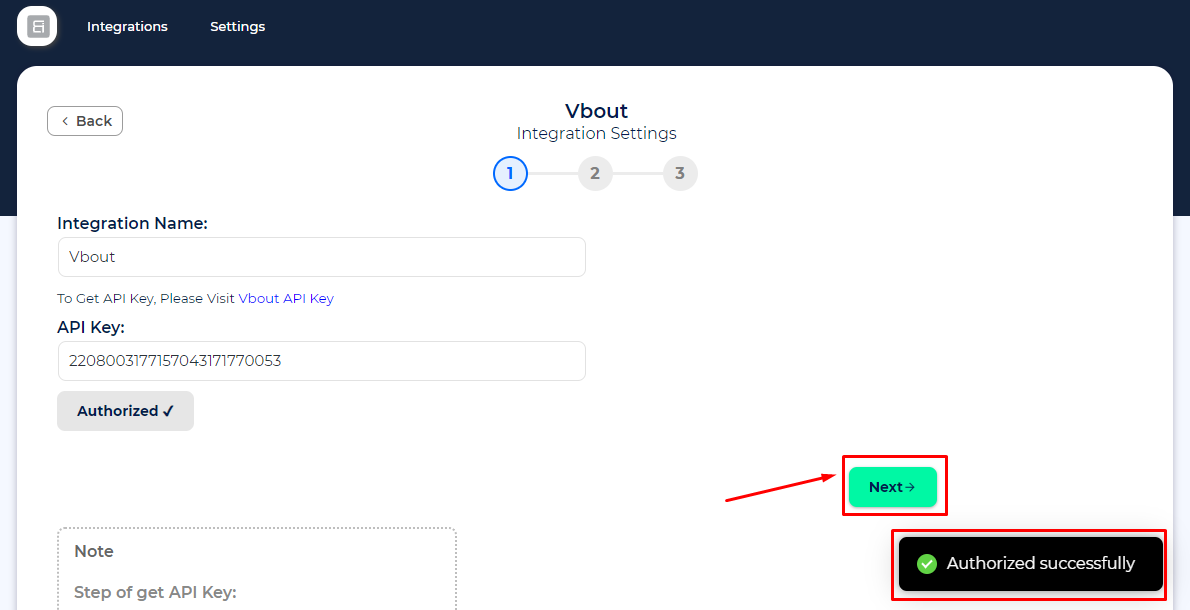 Integrations Settings
Back
Vbout
Integration Settings
1 2 3
Integration Name:
Vbout
To Get API Key, Please Visit Vbout API Key
API Key:
2208003177157043171770053
Authorized ✓
Next→
Note
Authorized successfully
Step of get API Key: